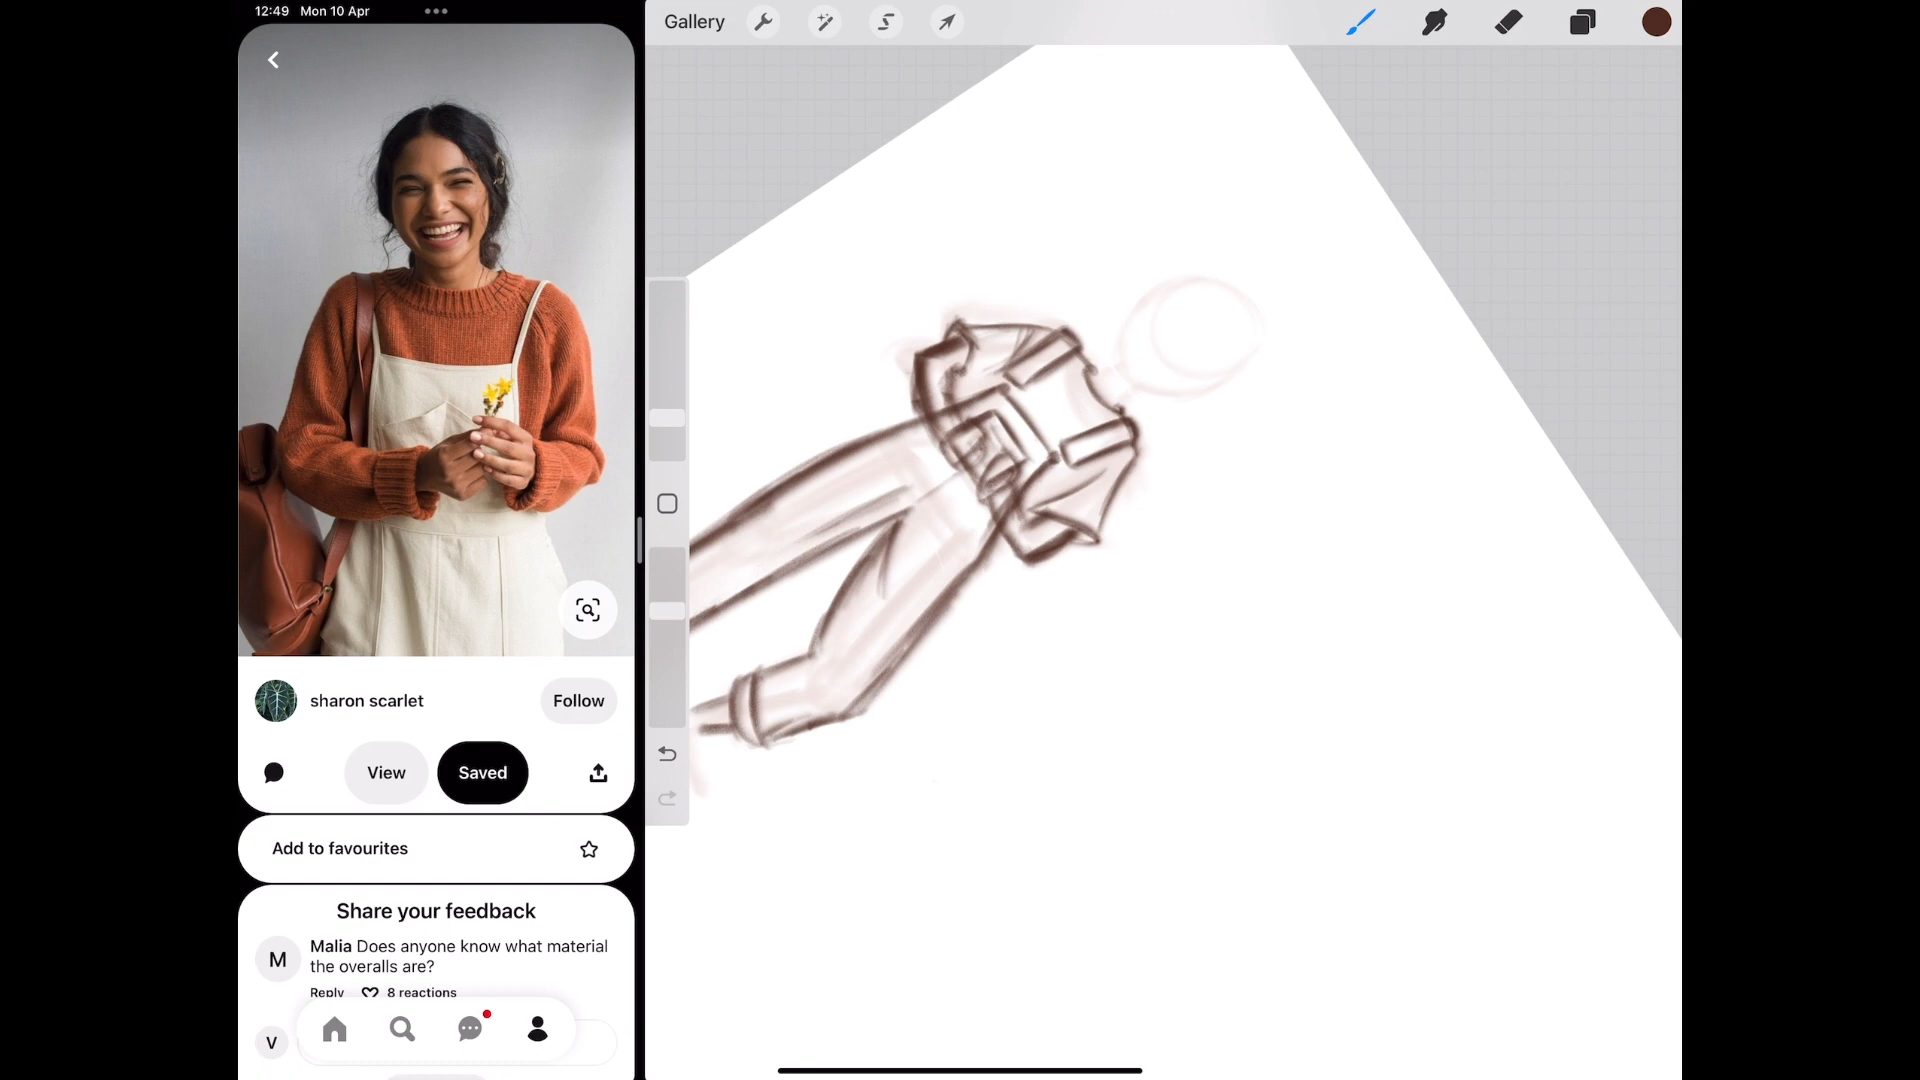 12:49 Mon 10 Apr
Gallery
sharon scarlet
Follow
View
Saved
Add to favourites
Share your feedback
M
Malia Does anyone know what material
the overalls are?
Reply 8 reactions
V